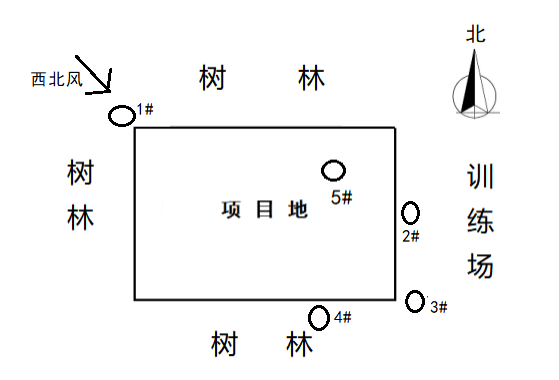 北
树 林
西北风
1#
树
林
训
练
场
5#
项 目 地
2#
3#
4#
树 林